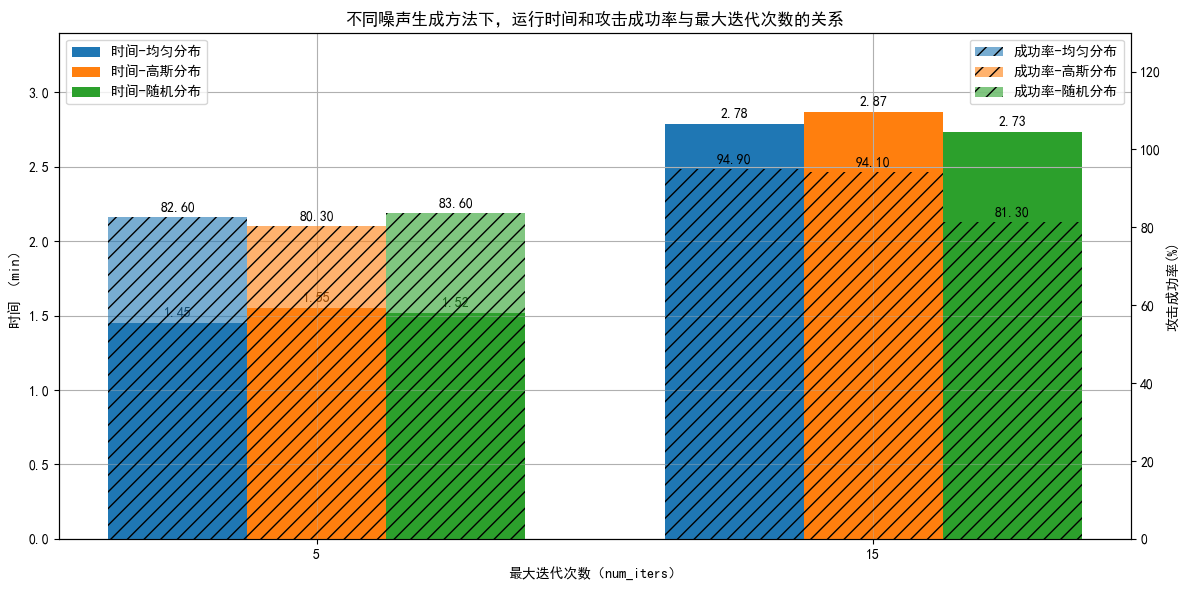 不同噪声生成方法下，运行时间和攻击成功率与最大迭代次数的关系
时间-均匀分布
时间-高斯分布
时间-随机分布
成功率-均匀分布
成功率-高斯分布
成功率-随机分布
时间 （min）
3.0
2.5
2.0
1.5
1.0
0.5
0.0
82.60
80.30
83.60
1.45
1.55
1.52
2.78
2.87
2.73
94.90
94.10
81.30
120
100
80
60
40
20
0
攻击成功率(%)
5
15
最大迭代次数（num_iters）